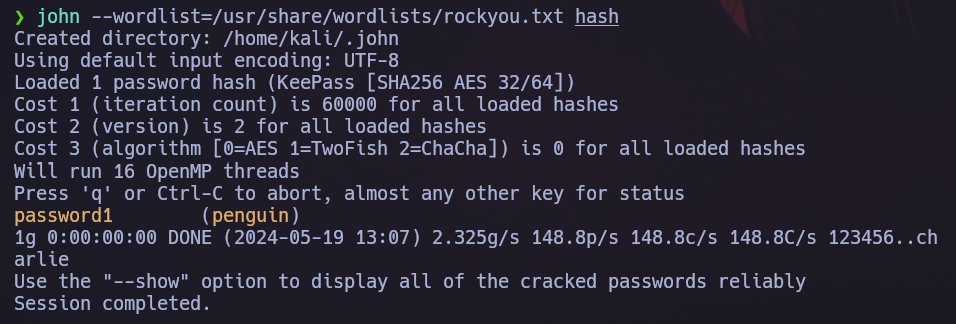 ❯ john --wordlist=/usr/share/wordlists/rockyou.txt hash
Created directory: /home/kali/.john
Using default input encoding: UTF-8
Loaded 1 password hash (KeePass [SHA256 AES 32/64])
Cost 1 (iteration count) is 60000 for all loaded hashes
Cost 2 (version) is 2 for all loaded hashes
Cost 3 (algorithm [0=AES 1=TwoFish 2=ChaCha]) is 0 for all loaded hashes
Will run 16 OpenMP threads
Press 'q' or Ctrl-C to abort, almost any other key for status
password1        (penguin)
1g 0:00:00:00 DONE (2024-05-19 13:07) 2.325g/s 148.8p/s 148.8c/s 148.8C/s 123456..ch
arlie
Use the "--show" option to display all of the cracked passwords reliably
Session completed.